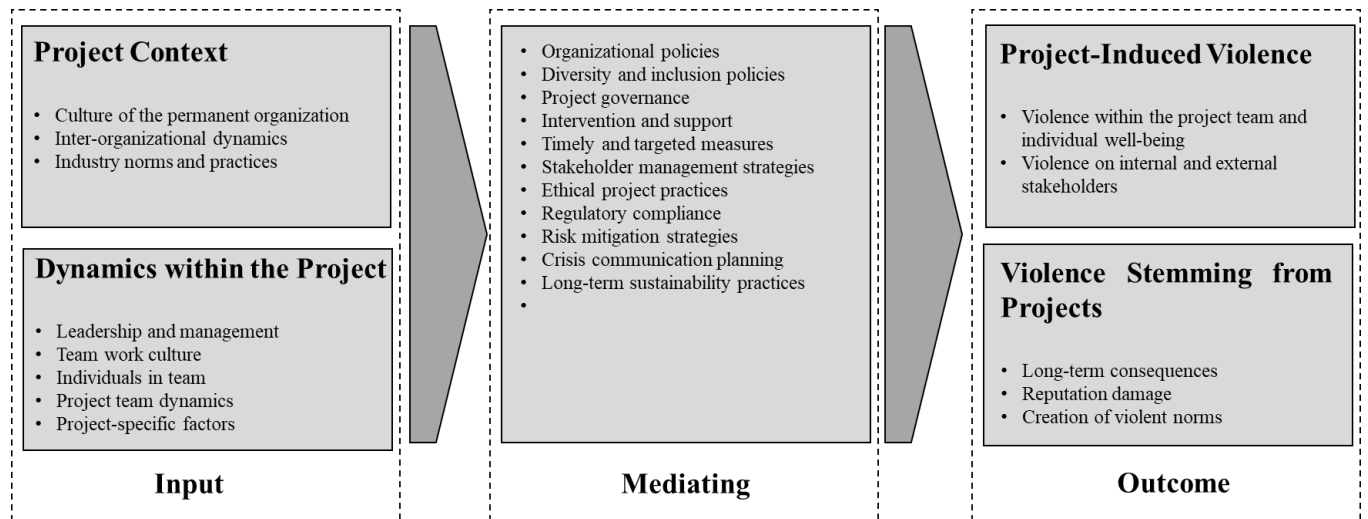 Project Context
• Culture of the permanent organization
• Inter-organizational dynamics
• Industry norms and practices
Dynamics within the Project
• Leadership and management
• Team work culture
• Individuals in team
• Project team dynamics
• Project-specific factors
Input
• Organizational policies
• Diversity and inclusion policies
• Project governance
• Intervention and support
• Timely and targeted measures
• Stakeholder management strategies
• Ethical project practices
• Regulatory compliance
• Risk mitigation strategies
• Crisis communication planning
• Long-term sustainability practices
•
Mediating
Project-Induced Violence
• Violence within the project team and
individual well-being
• Violence on internal and external
stakeholders
Violence Stemming from
Projects
• Long-term consequences
• Reputation damage
• Creation of violent norms
Outcome